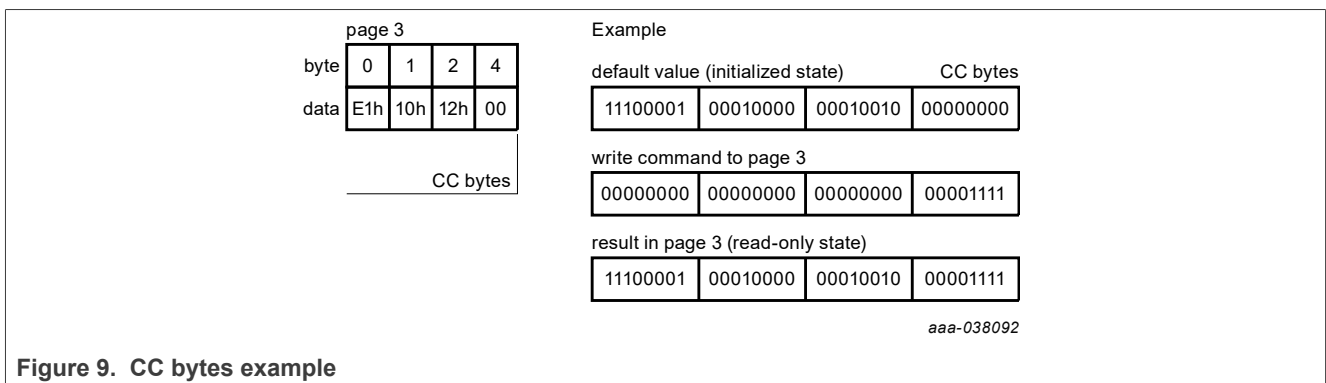 page 3
byte 0 1 2 4
data E1h 10h 12h 00
CC bytes
Example
default value (initialized state) CC bytes
11100001 00010000 00010010 00000000
write command to page 3
00000000 00000000 00000000 00001111
result in page 3 (read-only state)
11100001 00010000 00010010 00001111
aaa-038092
Figure 9. CC bytes example